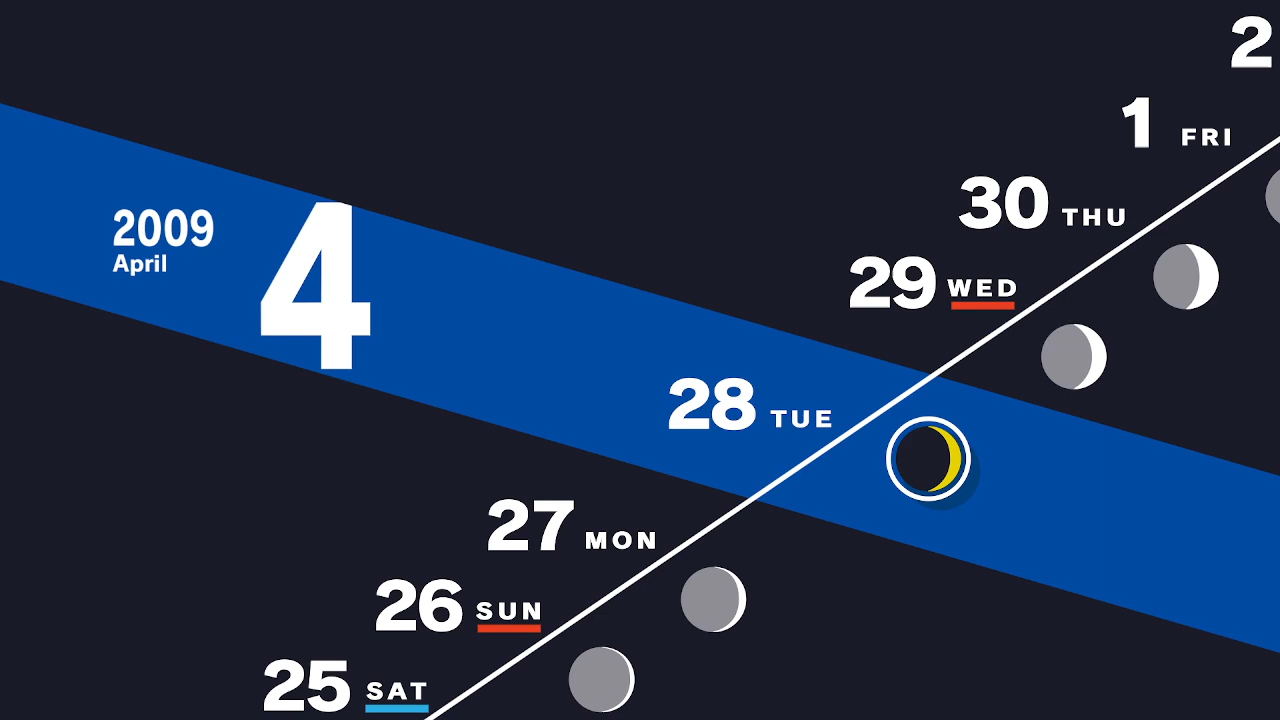 2
1 FRI
30 THU
2009
April
4
29 WED
28 TUE
27 MON
26 SUN
25 SAT